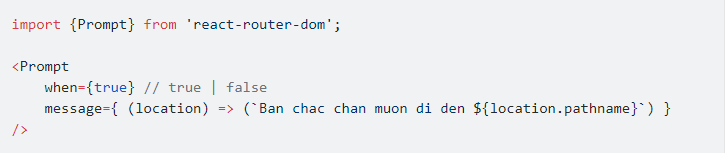 import {Prompt} from 'react-router-dom';
<Prompt
when={true} // true | false
message={ (location) => (`Ban chac chan muon di den ${location.pathname}`) }
/>